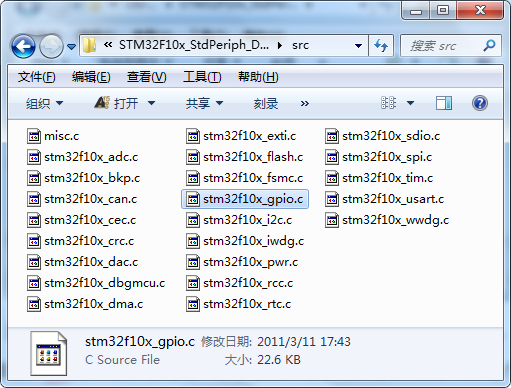 STM32F10x_StdPeriph_D... src 搜索 src
文件(F) 编辑(E) 查看(V) 工具(T) 帮助(H)
组织 打开 共享 刻录 »
misc.c
stm32f10x_adc.c
stm32f10x_bkp.c
stm32f10x_can.c
stm32f10x_cec.c
stm32f10x_crc.c
stm32f10x_dac.c
stm32f10x_dbgmcu.c
stm32f10x_dma.c
stm32f10x_exti.c
stm32f10x_flash.c
stm32f10x_fsmc.c
stm32f10x_gpio.c
stm32f10x_i2c.c
stm32f10x_iwdg.c
stm32f10x_pwr.c
stm32f10x_rcc.c
stm32f10x_rtc.c
stm32f10x_sdio.c
stm32f10x_spi.c
stm32f10x_tim.c
stm32f10x_usart.c
stm32f10x_wwdg.c
stm32f10x_gpio.c 修改日期: 2011/3/11 17:43
C Source File 大小: 22.6 KB